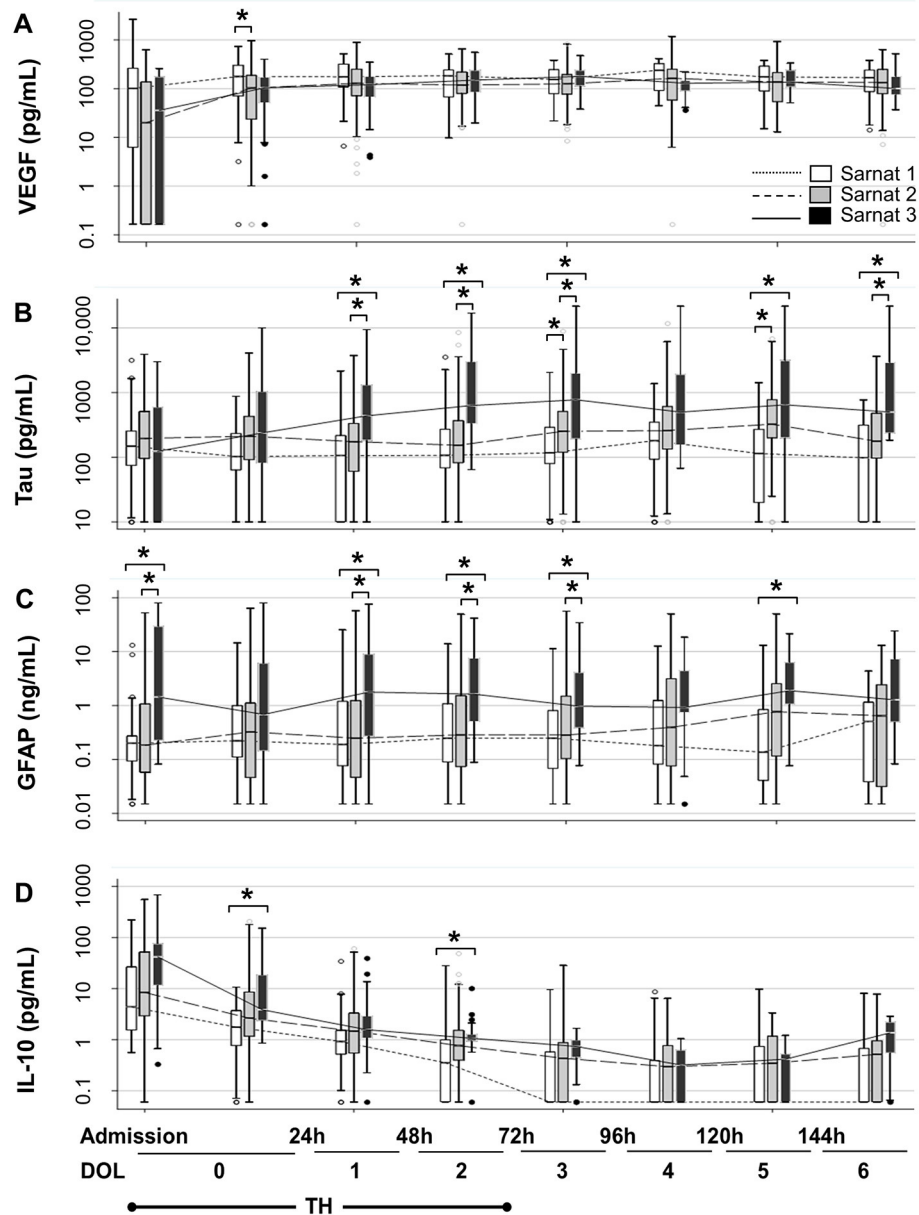 A
*
1000
100
10
1
0.1
VEGF (pg/mL)
Sarnat 1
Sarnat 2
Sarnat 3
B
* * * * *
* * * * * *
10,000
1000
100
10
Tau (pg/mL)
C
* * * *
* * * * *
100
10
1
0.1
0.01
GFAP (ng/mL)
D
* *
1000
100
10
1
0.1
IL-10 (pg/mL)
Admission 24h 48h 72h 96h 120h 144h
DOL 0 1 2 3 4 5 6
TH